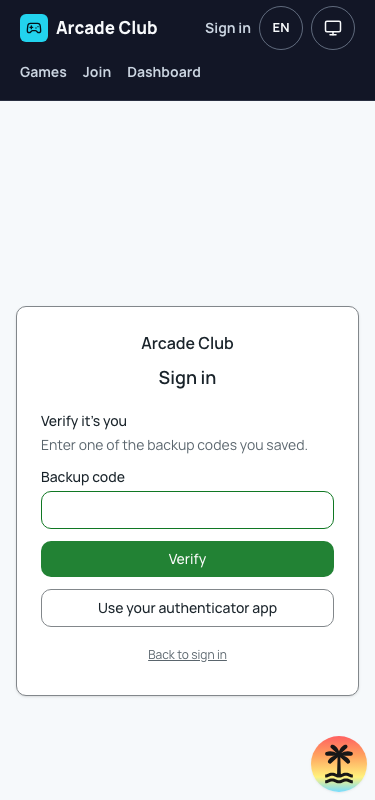 Arcade Club
Sign in
EN
Games
Join
Dashboard
Arcade Club
Sign in
Verify it's you
Enter one of the backup codes you saved.
Backup code
Verify
Use your authenticator app
Back to sign in